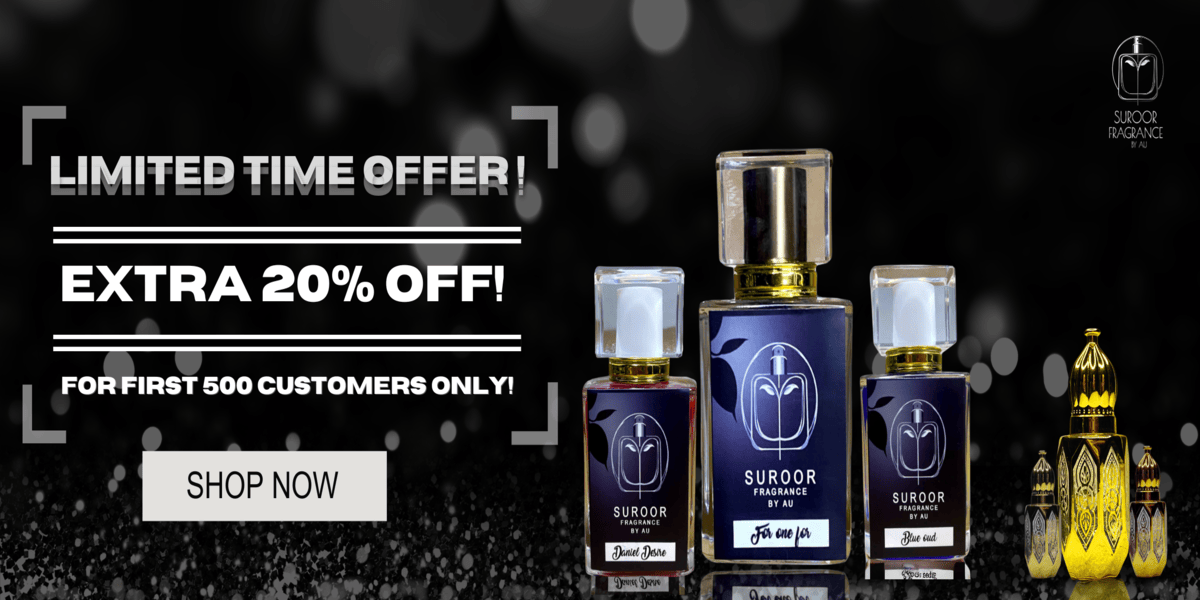 LIMITED TIME OFFER!
EXTRA 20% OFF!
FOR FIRST 500 CUSTOMERS ONLY!
SHOP NOW
SUROOR
FRAGRANCE
BY AU
SUROOR
FRAGRANCE
BY AU
Daniel Desire
SUROOR
FRAGRANCE
BY AU
For one for
SUROOR
FRAGRANCE
BY AU
Blue oud